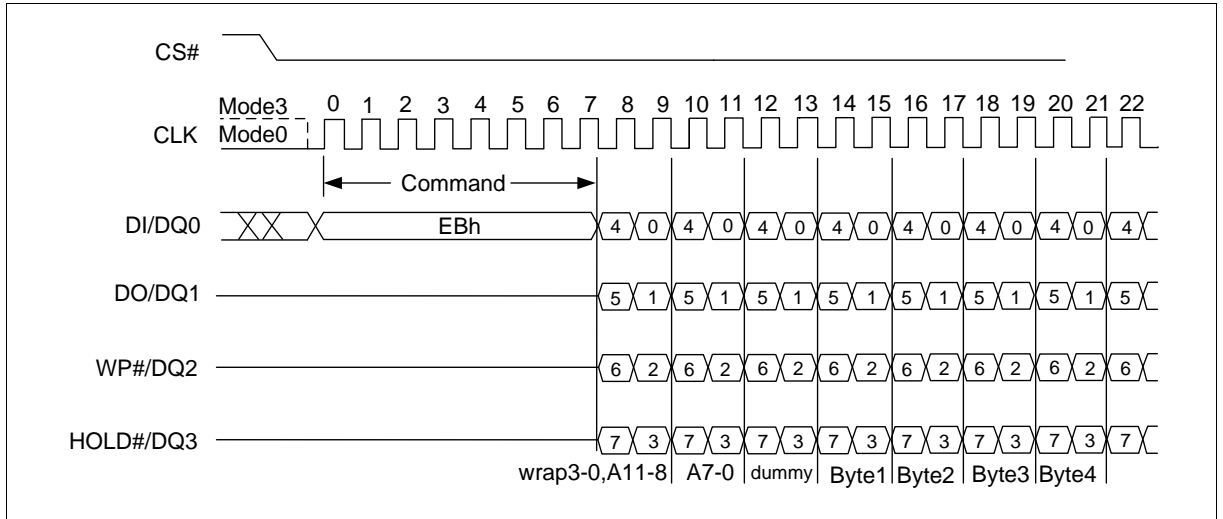 CS#
Mode3 0 1 2 3 4 5 6 7 8 9 10 11 12 13 14 15 16 17 18 19 20 21 22
CLK Mode0
Command
DI/DQ0 EBh 4 0 4 0 4 0 4 0 4 0 4 0 4 0 4
DO/DQ1 5 1 5 1 5 1 5 1 5 1 5 1 5 1 5
WP#/DQ2 6 2 6 2 6 2 6 2 6 2 6 2 6 2 6
HOLD#/DQ3 7 3 7 3 7 3 7 3 7 3 7 3 7 3 7
wrap3-0,A11-8 A7-0 dummy Byte1 Byte2 Byte3 Byte4